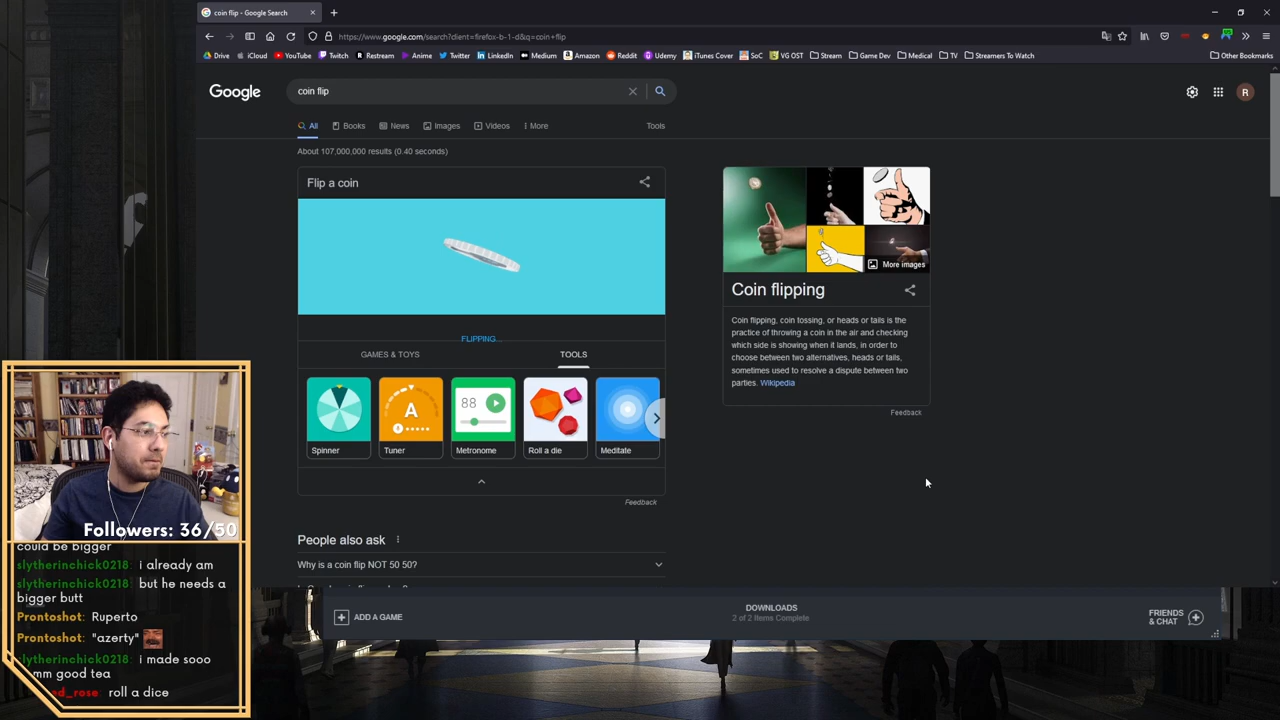 coin flip - Google Search
https://www.google.com/search?client=firefox-b-1-d&q=coin+flip
Drive iCloud YouTube Twitch Restream Anime Twitter LinkedIn Medium Amazon Reddit Udemy iTunes Cover SoC VG OST Stream Game Dev Medical TV Streamers To Watch Other Bookmarks
Google
coin flip
R
All Books News Images Videos More Tools
About 107,000,000 results (0.40 seconds)
Flip a coin
FLIPPING...
GAMES & TOYS TOOLS
A
88
Spinner Tuner Metronome Roll a die Meditate
Feedback
People also ask
Why is a coin flip NOT 50 50?
More images
Coin flipping
Coin flipping, coin tossing, or heads or tails is the
practice of throwing a coin in the air and checking
which side is showing when it lands, in order to
choose between two alternatives, heads or tails,
sometimes used to resolve a dispute between two
parties. Wikipedia
Feedback
ADD A GAME
DOWNLOADS
2 of 2 Items Complete
FRIENDS
& CHAT
Followers: 36/50
could be bigger
slytherinchick0218: i already am
slytherinchick0218: but he needs a
bigger butt
Prontoshot: Ruperto
Prontoshot: "azerty"
lytherinchick0218: i made sooo
mm good tea
ed_rose: roll a dice